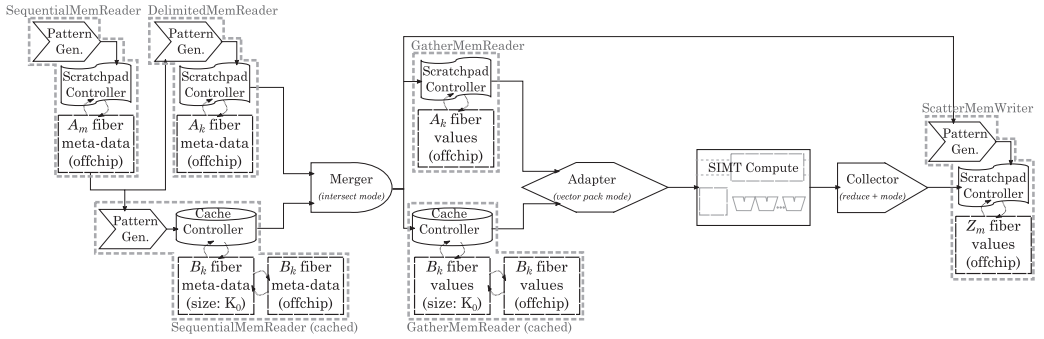 SequentialMemReader
DelimitedMemReader
Pattern
Gen.
Scratchpad
Controller
A_m fiber
meta-data
(offchip)
Pattern
Gen.
Scratchpad
Controller
A_k fiber
meta-data
(offchip)
Pattern
Gen.
Cache
Controller
B_k fiber
meta-data
(size: K_0)
B_k fiber
meta-data
(offchip)
SequentialMemReader (cached)
Merger
(intersect mode)
GatherMemReader
Scratchpad
Controller
A_k fiber
values
(offchip)
Cache
Controller
B_k fiber
values
(size: K_0)
B_k fiber
values
(offchip)
GatherMemReader (cached)
Adapter
(vector pack mode)
SIMT Compute
Collector
(reduce + mode)
ScatterMemWriter
Pattern
Gen.
Scratchpad
Controller
Z_m fiber
values
(offchip)